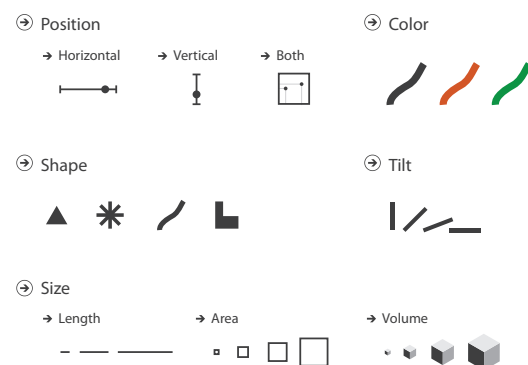 Position
Color
Horizontal
Vertical
Both
Shape
Tilt
Size
Length
Area
Volume